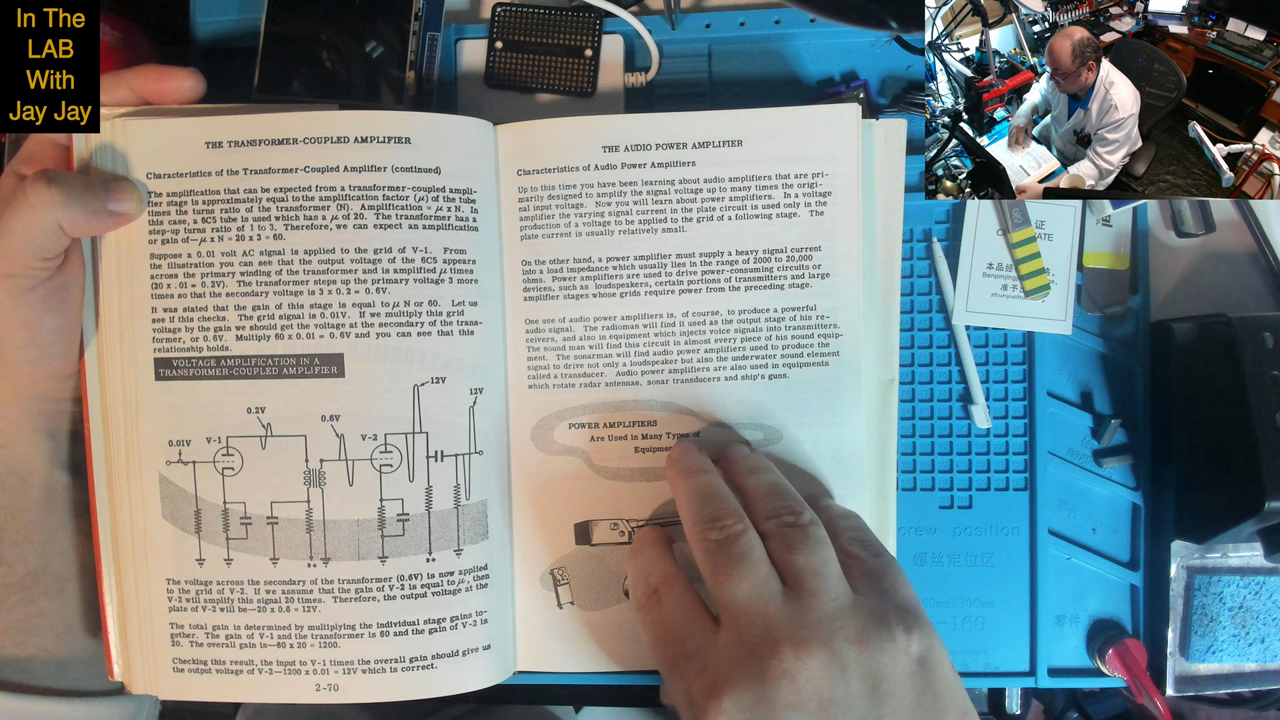 In The
LAB
With
Jay Jay
THE TRANSFORMER-COUPLED AMPLIFIER
Characteristics of the Transformer-Coupled Amplifier (continued)
The amplification that can be expected from a transformer-coupled ampli-
fier stage is approximately equal to the amplification factor (μ) of the tube
times the turns ratio of the transformer (N). Amplification = μ x N. In
this case, a 6C5 tube is used which has a μ of 20. The transformer has a
step-up turns ratio of 1 to 3. Therefore, we can expect an amplification
or gain of—μ x N = 20 x 3 = 60.
Suppose a 0.01 volt AC signal is applied to the grid of V-1. From
the illustration you can see that the output voltage of the 6C5 appears
across the primary winding of the transformer and is amplified μ times
(20 x .01 = 0.2V). The transformer steps up the primary voltage 3 more
times so that the secondary voltage is 3 x 0.2 = 0.6V.
It was stated that the gain of this stage is equal to μ N or 60. Let us
see if this checks. The grid signal is 0.01V. If we multiply this grid
voltage by the gain we should get the voltage at the secondary of the trans-
former, or 0.6V. Multiply 60 x 0.01 = 0.6V and you can see that this
relationship holds.
VOLTAGE AMPLIFICATION IN A
TRANSFORMER-COUPLED AMPLIFIER
12V
12V
0.2V
0.6V
0.01V
V-1
V-2
B+
B+
The voltage across the secondary of the transformer (0.6V) is now applied
to the grid of V-2. If we assume that the gain of V-2 is equal to μ, then
V-2 will amplify this signal 20 times. Therefore, the output voltage at the
plate of V-2 will be—20 x 0.6 = 12V.
The total gain is determined by multiplying the individual stage gains to-
gether. The gain of V-1 and the transformer is 60 and the gain of V-2 is
20. The overall gain is—60 x 20 = 1200.
Checking this result, the input to V-1 times the overall gain should give us
the output voltage of V-2—1200 x 0.01 = 12V which is correct.
2-70
THE AUDIO POWER AMPLIFIER
Characteristics of Audio Power Amplifiers
Up to this time you have been learning about audio amplifiers that are pri-
marily designed to amplify the signal voltage up to many times the origi-
nal input voltage. Now you will learn about power amplifiers. In a voltage
amplifier the varying signal current in the plate circuit is used only in the
production of a voltage to be applied to the grid of a following stage. The
plate current is usually relatively small.
On the other hand, a power amplifier must supply a heavy signal current
into a load impedance which usually lies in the range of 2000 to 20,000
ohms. Power amplifiers are used to drive power-consuming circuits or
devices, such as loudspeakers, certain portions of transmitters and large
amplifier stages whose grids require power from the preceding stage.
One use of audio power amplifiers is, of course, to produce a powerful
audio signal. The radioman will find it used as the output stage of his re-
ceivers, and also in equipment which injects voice signals into transmitters.
The sound man will find this circuit in almost every piece of his sound equip-
ment. The sonarman will find audio power amplifiers used to produce the
signal to drive not only a loudspeaker but also the underwater sound element
called a transducer. Audio power amplifiers are also used in equipments
which rotate radar antennas, sonar transducers and ship's guns.
POWER AMPLIFIERS
Are Used in Many Types of
Equipmen
证
本品经
准予
zhunyuchu
crew position
螺丝定位区
-160
零件